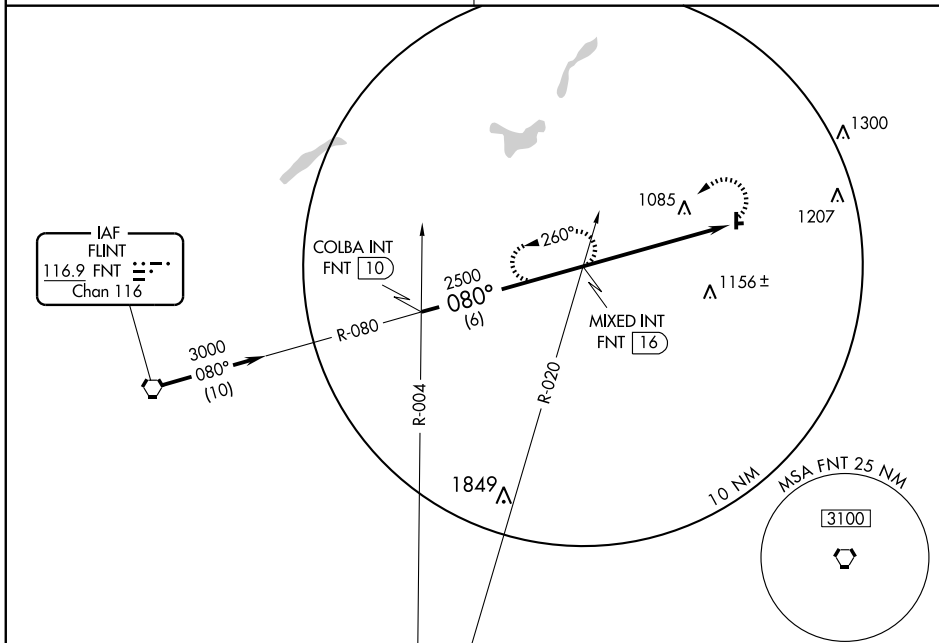 IAF
FLINT
116.9 FNT
Chan 116
3000
080°
(10)
R-080
COLBA INT
FNT 10
2500
080°
(6)
260°
1085
1300
1207
1156 ±
MIXED INT
FNT 16
R-004
R-020
1849
10 NM
MSA FNT 25 NM
3100